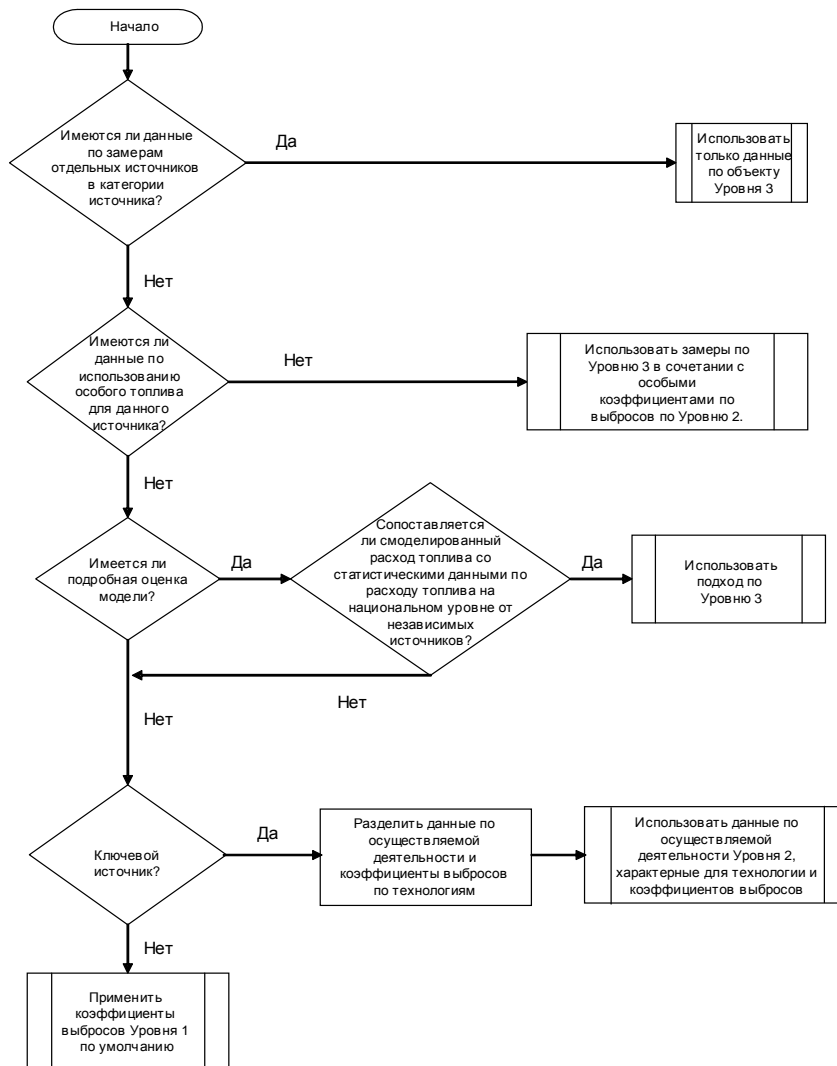 Начало
Имеются ли данные
по замерам
отдельных источников
в категории
источника?
Да
Использовать
только данные
по объекту
Уровня 3
Нет
Имеются ли
данные по
использованию
особого топлива
для данного
источника?
Нет
Использовать замеры по
Уровню 3 в сочетании с
особыми
коэффициентами по
выбросов по Уровню 2.
Нет
Имеется ли
подробная оценка
модели?
Да
Сопоставляется
ли смоделированный
расход топлива со
статистическими данными по
расходу топлива на
национальном уровне от
независимых
источников?
Да
Использовать
подход по
Уровню 3
Нет
Нет
Ключевой
источник?
Да
Разделить данные по
осуществляемой
деятельности и
коэффициенты выбросов
по технологиям
Использовать данные по
осуществляемой
деятельности Уровня 2,
характерные для технологии и
коэффициентов выбросов
Нет
Применить
коэффициенты
выбросов Уровня 1
по умолчанию